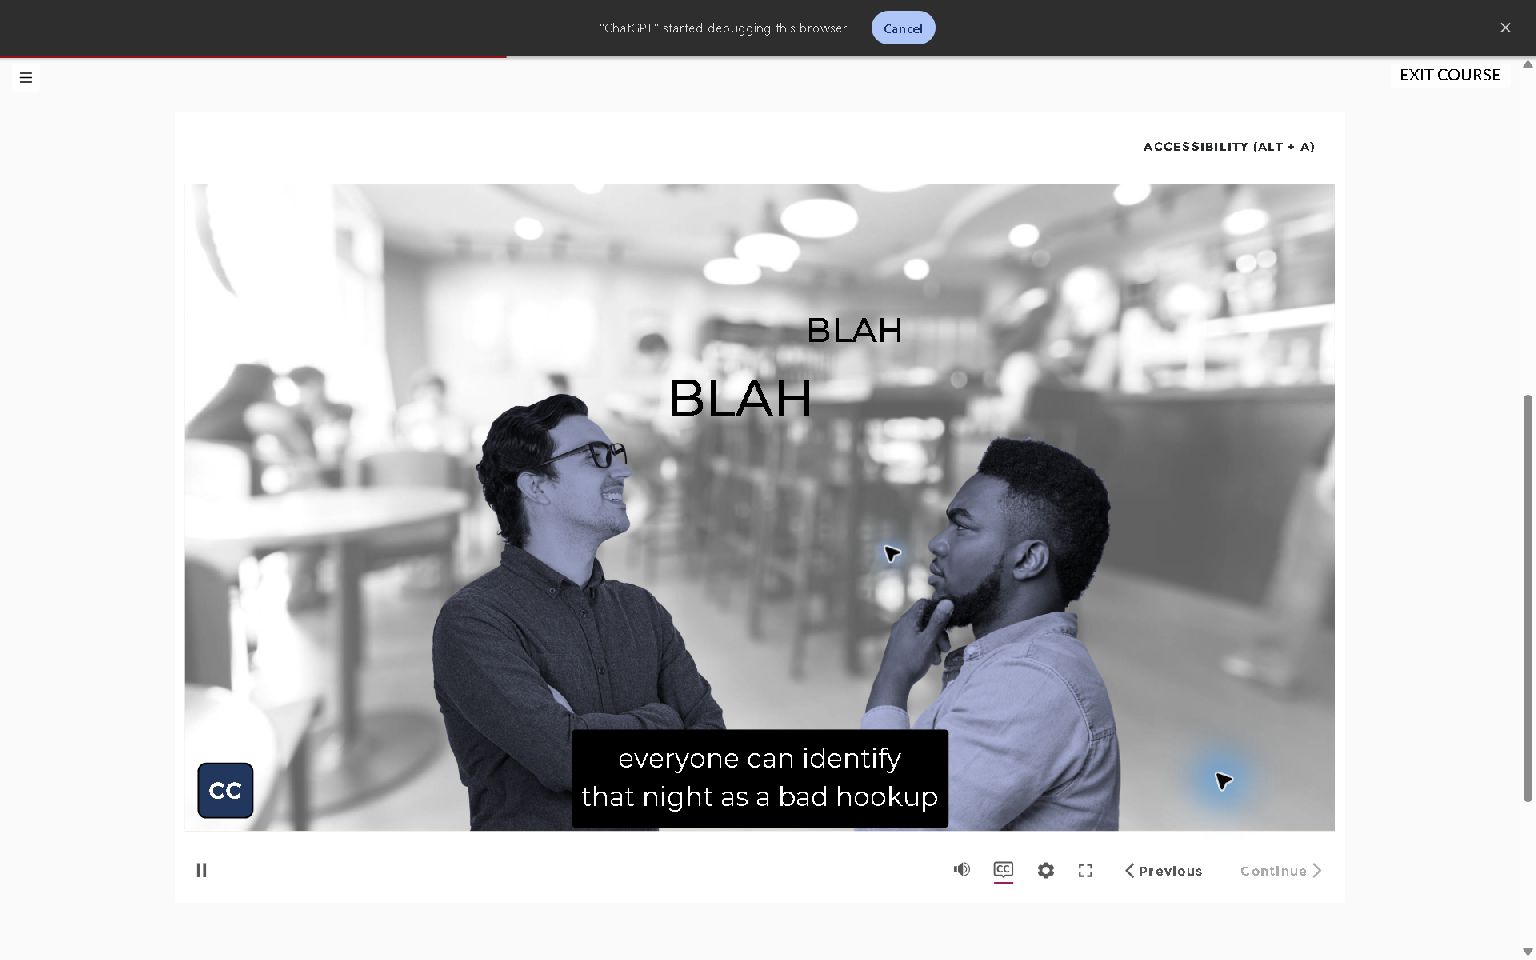 "ChatGPT" started debugging this browser
Cancel
EXIT COURSE
ACCESSIBILITY (ALT + A)
BLAH
BLAH
everyone can identify
that night as a bad hookup
CC
CC
Previous
Continue